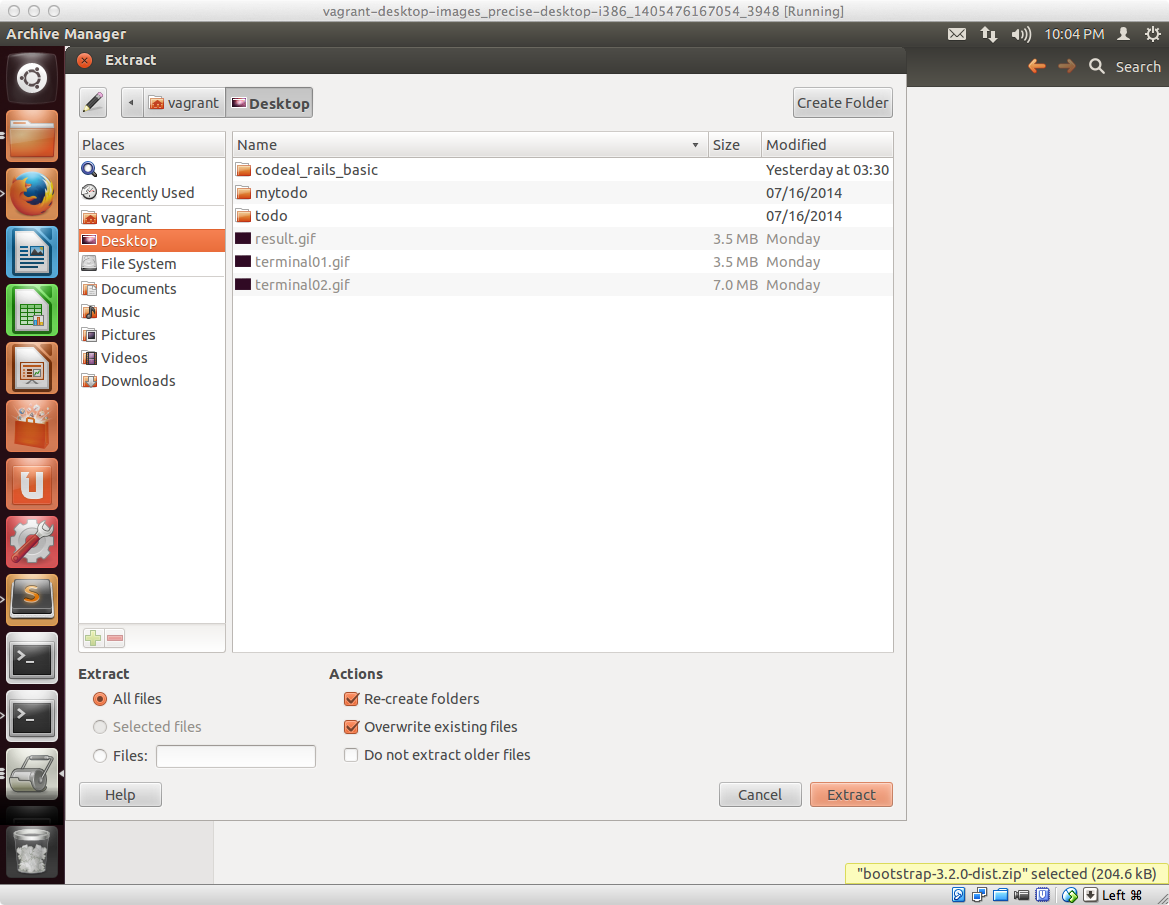 vagrant-desktop-images_precise-desktop-i386_1405476167054_3948 [Running]
Archive Manager
10:04 PM
Extract
Search
vagrant
Desktop
Create Folder
Places
Name
Size
Modified
Search
codeal_rails_basic
Yesterday at 03:30
Recently Used
mytodo
07/16/2014
vagrant
todo
07/16/2014
Desktop
result.gif
3.5 MB
Monday
File System
terminal01.gif
3.5 MB
Monday
Documents
terminal02.gif
7.0 MB
Monday
Music
Pictures
Videos
Downloads
Extract
Actions
All files
Re-create folders
Selected files
Overwrite existing files
Files:
Do not extract older files
Help
Cancel
Extract
"bootstrap-3.2.0-dist.zip" selected (204.6 kB)
Left ⌘